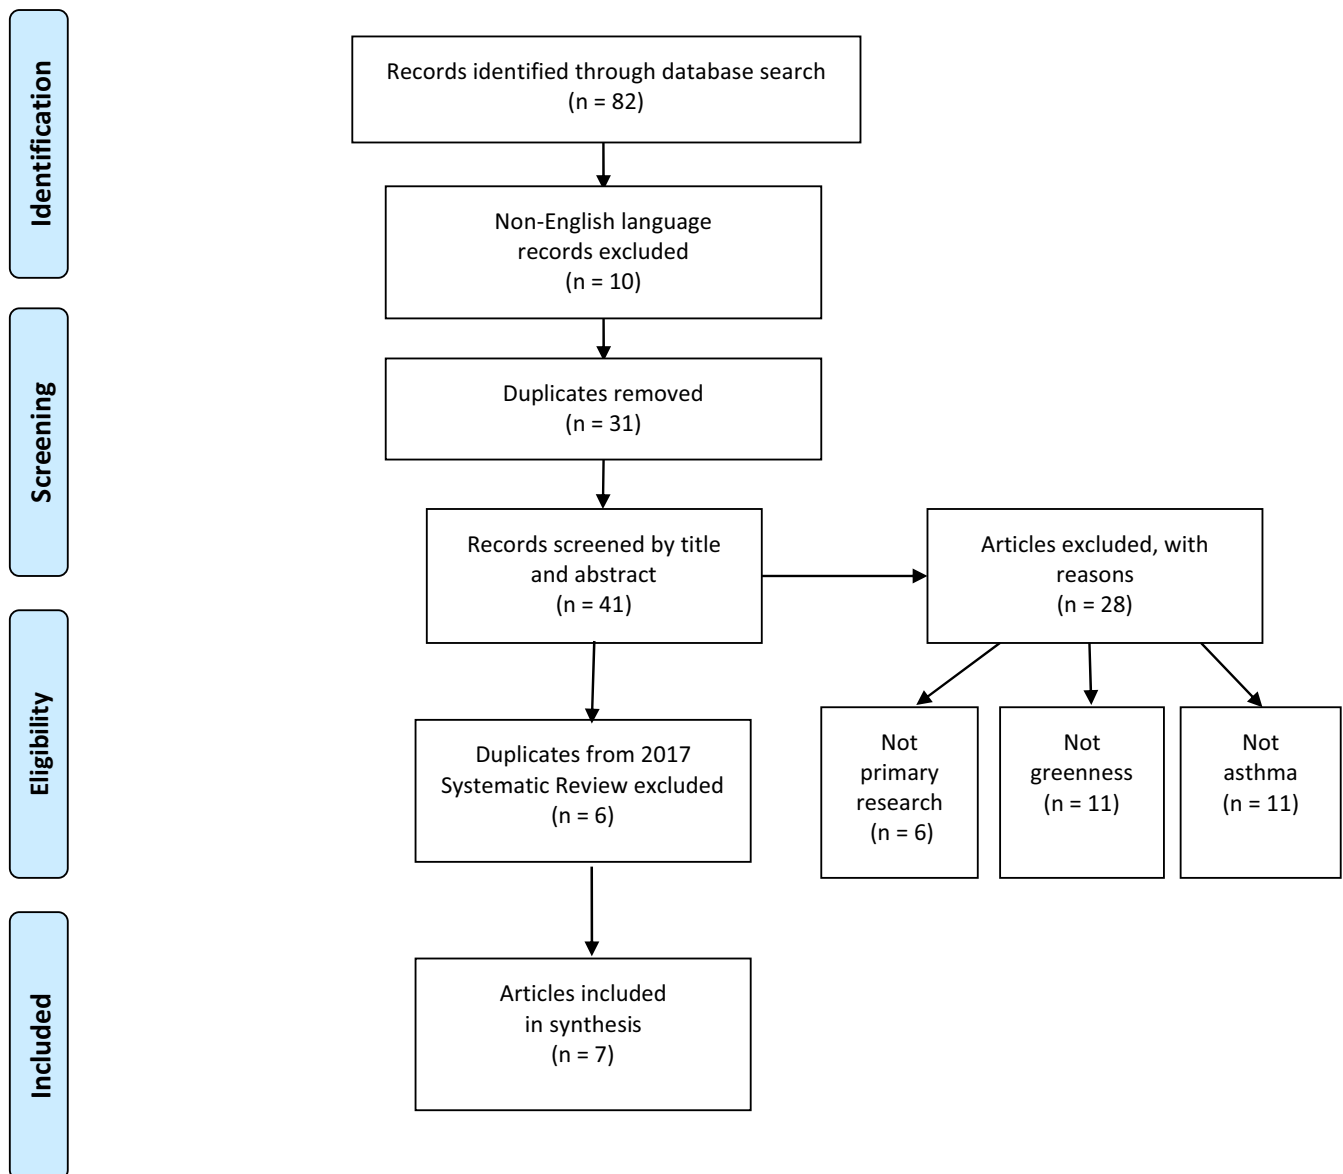 Identification
Records identified through database search
(n = 82)
Non-English language
records excluded
(n = 10)
Screening
Duplicates removed
(n = 31)
Records screened by title
and abstract
(n = 41)
Articles excluded, with
reasons
(n = 28)
Eligibility
Duplicates from 2017
Systematic Review excluded
(n = 6)
Not
primary
research
(n = 6)
Not
greenness
(n = 11)
Not
asthma
(n = 11)
Included
Articles included
in synthesis
(n = 7)